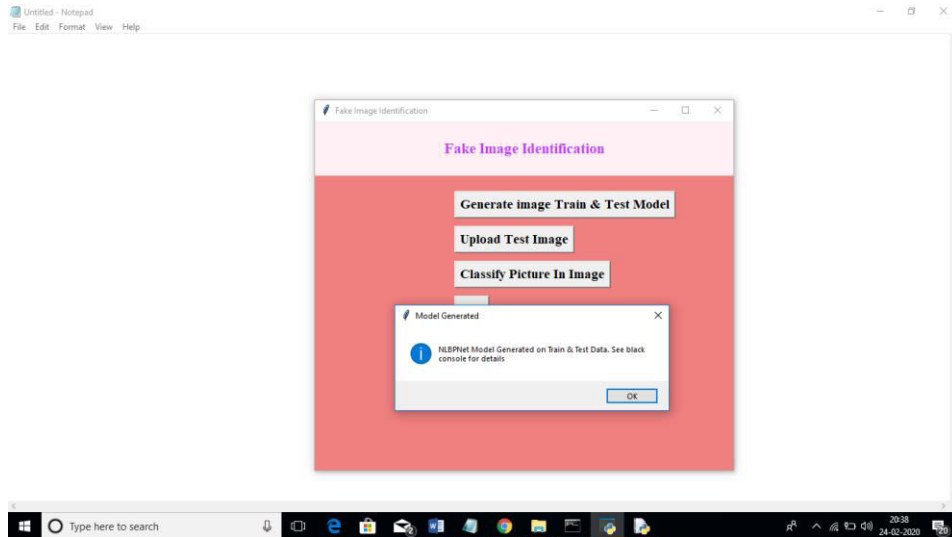 Untitled - Notepad
File Edit Format View Help
Fake Image Identification
Fake Image Identification
Generate image Train & Test Model
Upload Test Image
Classify Picture In Image
Model Generated
NLBPNet Model Generated on Train & Test Data. See black
console for details
OK
Type here to search
20:38
24-02-2020
20